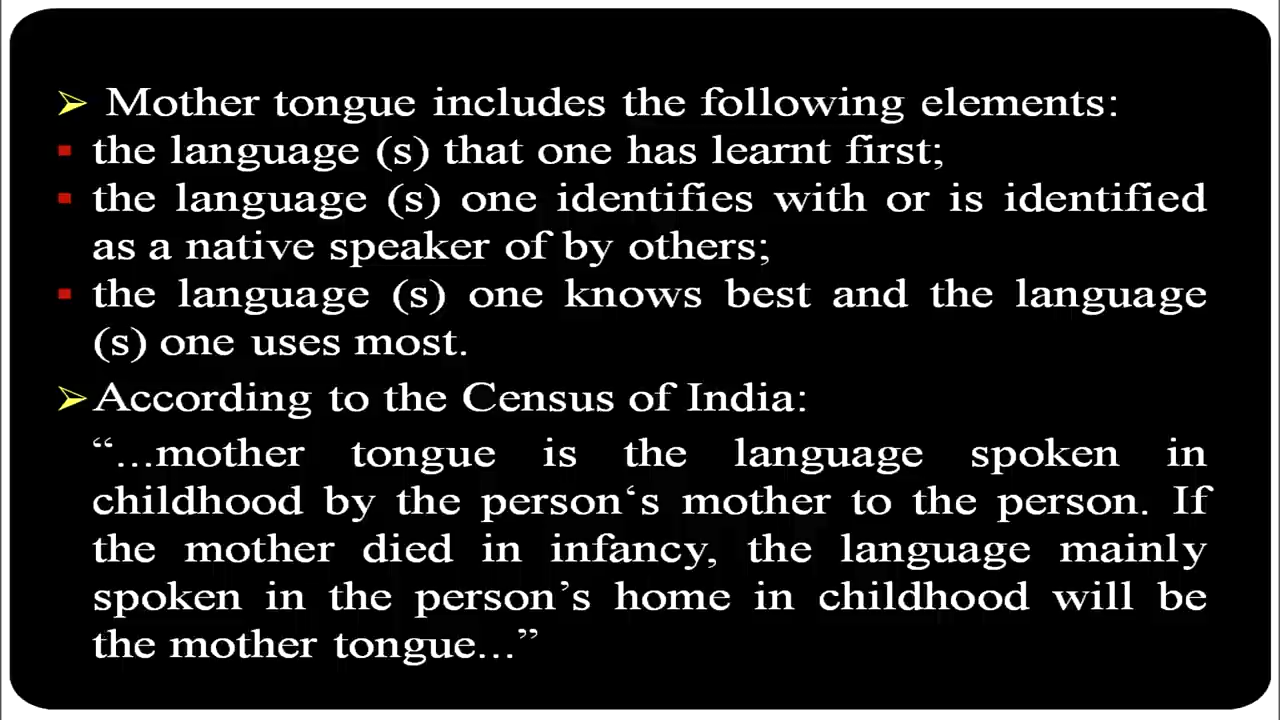 ➢ Mother tongue includes the following elements:
▪ the language (s) that one has learnt first;
▪ the language (s) one identifies with or is identified
as a native speaker of by others;
▪ the language (s) one knows best and the language
(s) one uses most.
➢ According to the Census of India:
“...mother tongue is the language spoken in
childhood by the person‘s mother to the person. If
the mother died in infancy, the language mainly
spoken in the person’s home in childhood will be
the mother tongue...”